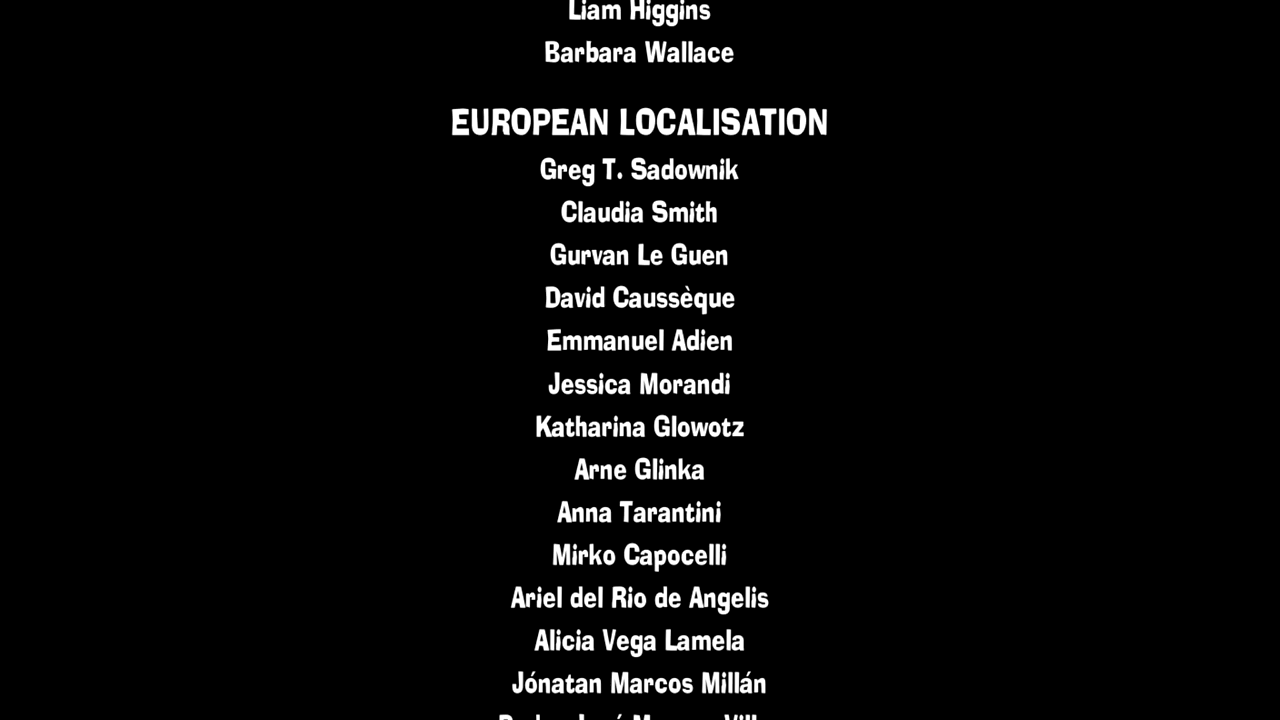 Liam Higgins
Barbara Wallace
EUROPEAN LOCALISATION
Greg T. Sadownik
Claudia Smith
Gurvan Le Guen
David Caussèque
Emmanuel Adien
Jessica Morandi
Katharina Glowotz
Arne Glinka
Anna Tarantini
Mirko Capocelli
Ariel del Rio de Angelis
Alicia Vega Lamela
Jónatan Marcos Millán